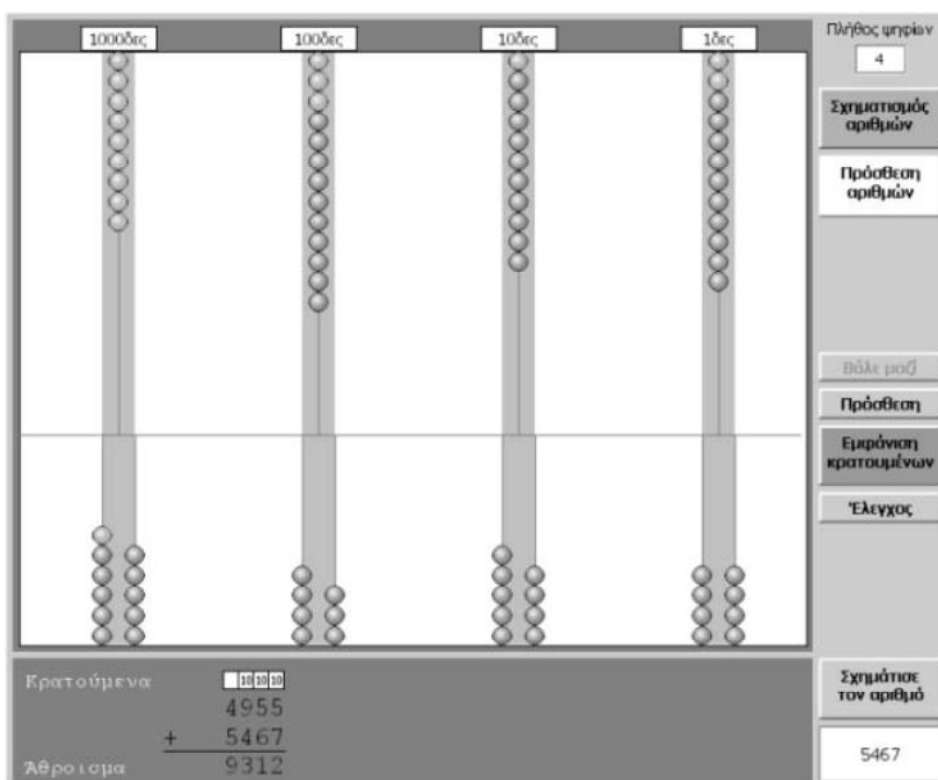 1000δες 100δες 10δες 1δες
Πλήθος ψηφίων
4
Σχηματισμός
αριθμών
Πρόσθεση
αριθμών
Βάλε μαζί
Πρόσθεση
Εμφάνιση
κρατουμένων
Έλεγχος
Σχημάτισε
τον αριθμό
5467
Κρατούμενα 10 10 10
4955
+ 5467
Άθροισμα 9312